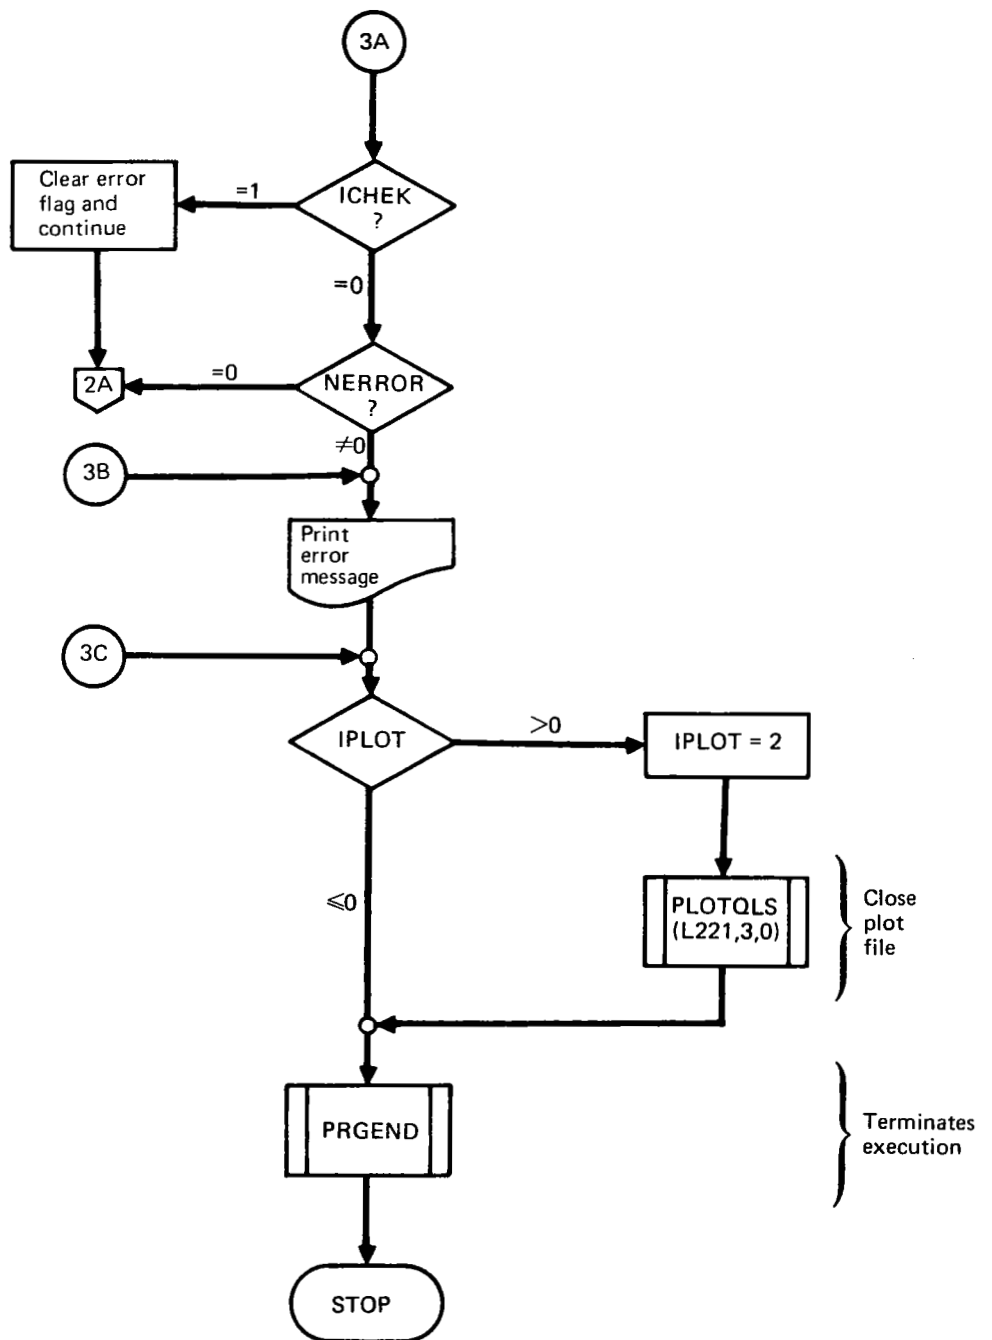 3A
ICHEK
?
=1
Clear error
flag and
continue
=0
NERROR
?
=0
2A
≠0
3B
Print
error
message
3C
IPLOT
>0
IPLOT = 2
≤0
PLOTQLS
(L221,3,0)
Close
plot
file
PRGEND
Terminates
execution
STOP